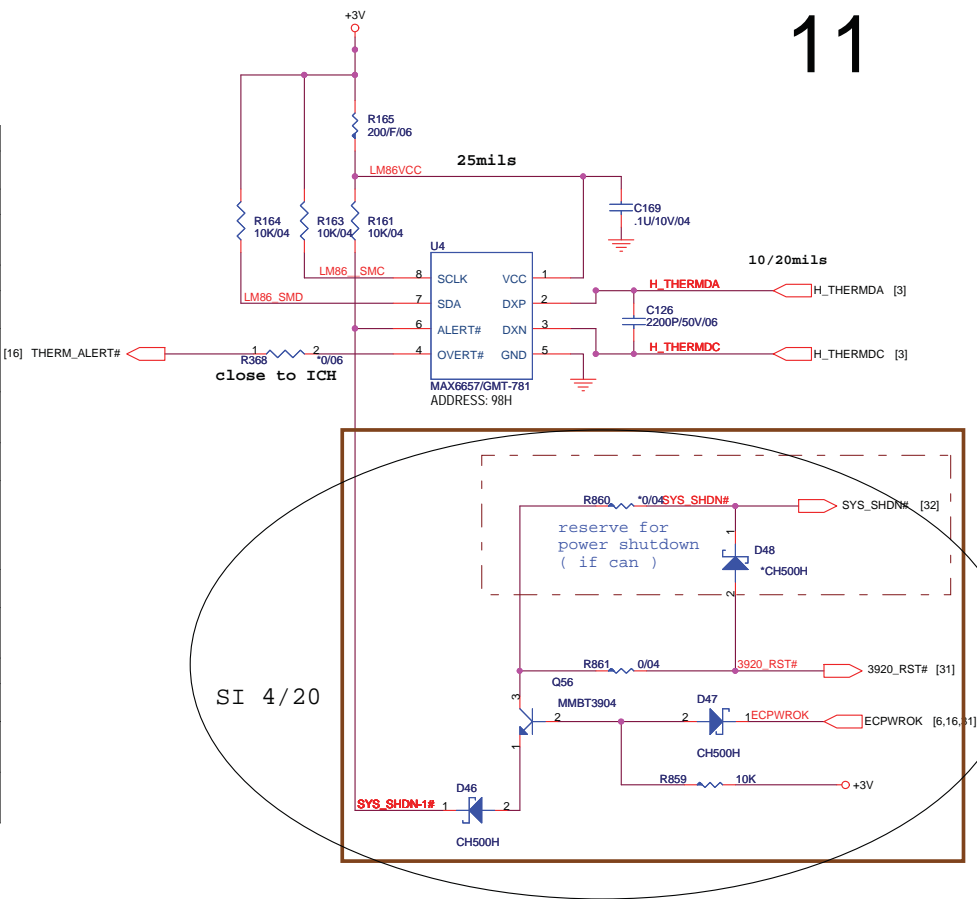 +3V
11
R165
200/F/06
LM86VCC
25mils
C169
.1U/10V/04
R164
10K/04
R163
10K/04
R161
10K/04
U4
10/20mils
LM86_SMC
8
SCLK
VCC
1
H_THERMDA
H_THERMDA [3]
LM86_SMD
7
SDA
DXP
2
C126
2200P/50V/06
6
ALERT#
DXN
3
[16] THERM_ALERT#
1
R368
2
*0/06
4
OVERT#
GND
5
H_THERMDC
H_THERMDC [3]
close to ICH
MAX6657/GMT-781
ADDRESS: 98H
R860
*0/04
SYS_SHDN#
SYS_SHDN# [32]
reserve for
power shutdown
( if can )
1
D48
*CH500H
2
R861
0/04
3920_RST#
3920_RST# [31]
SI 4/20
Q56
MMBT3904
3
2
1
D47
2
1
ECPWROK
ECPWROK [6,16,31]
CH500H
R859
10K
+3V
D46
SYS_SHDN-1#
1
2
CH500H